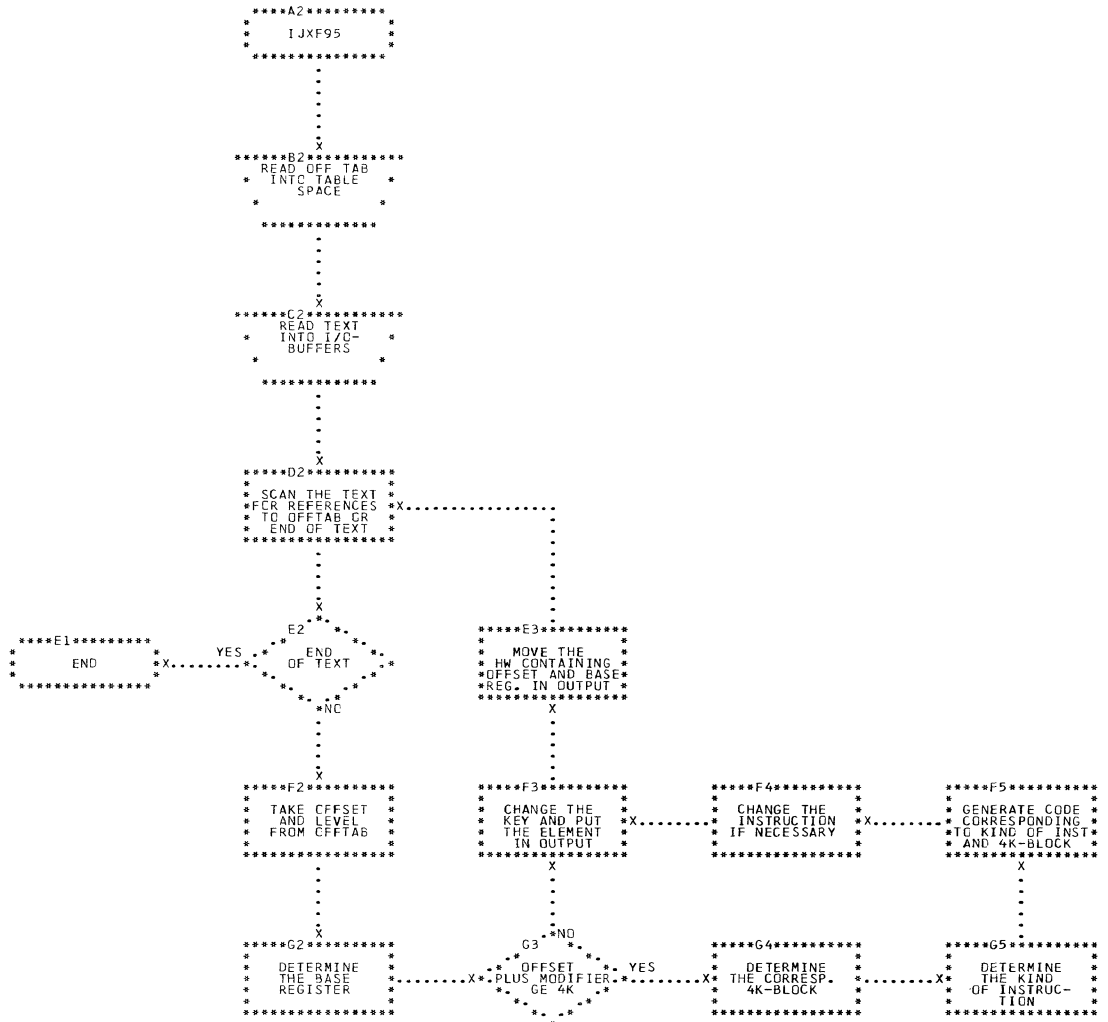 A2
IJXF95
B2
READ OFF TAB
INTO TABLE
SPACE
C2
READ TEXT
INTO I/O-
BUFFERS
D2
SCAN THE TEXT
FOR REFERENCES
TO OFFTAB OR
END OF TEXT
E1
END
YES
E2
END
OF TEXT
NO
E3
MOVE THE
HW CONTAINING
OFFSET AND BASE
REG. IN OUTPUT
F2
TAKE OFFSET
AND LEVEL
FROM OFFTAB
F3
CHANGE THE
KEY AND PUT
THE ELEMENT
IN OUTPUT
F4
CHANGE THE
INSTRUCTION
IF NECESSARY
F5
GENERATE CODE
CORRESPONDING
TO KIND OF INST
AND 4K-BLOCK
G2
DETERMINE
THE BASE
REGISTER
G3
NO
OFFSET
PLUS MODIFIER
GE 4K
YES
G4
DETERMINE
THE CORRESP.
4K-BLOCK
G5
DETERMINE
THE KIND
OF INSTRUC-
TION